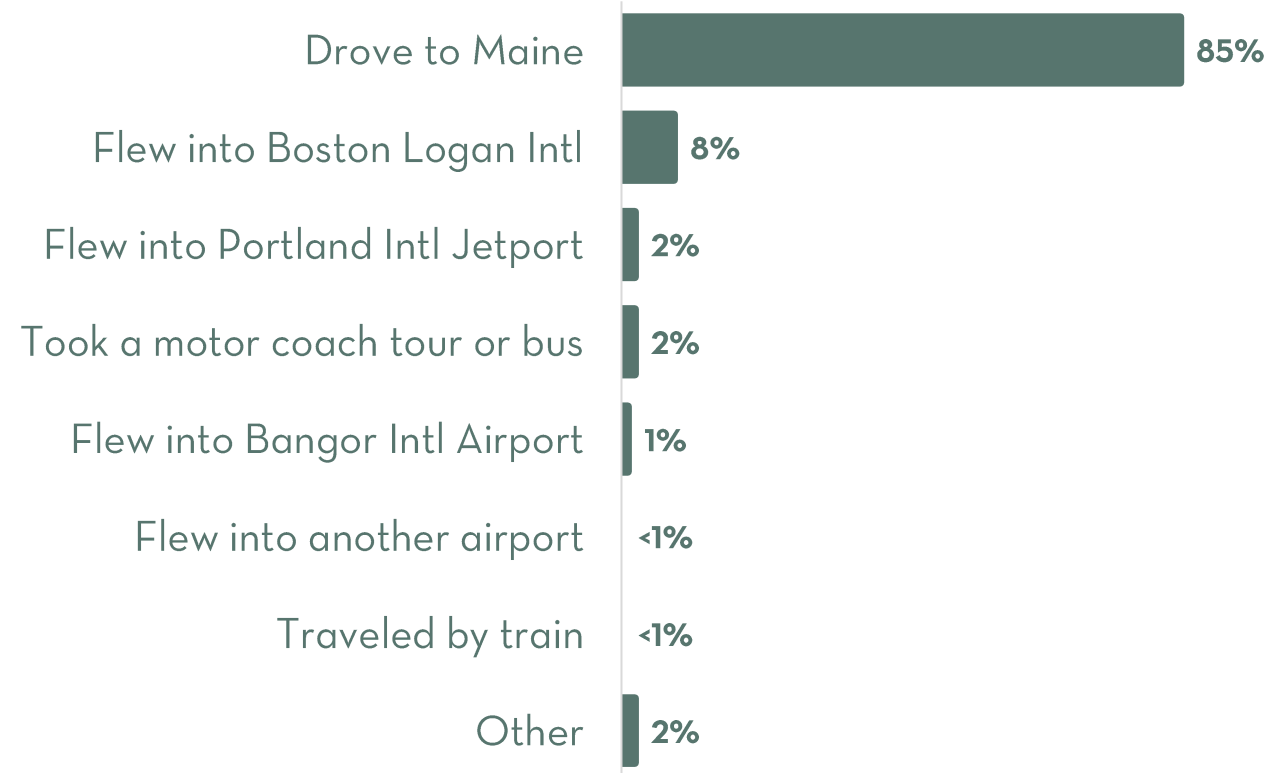 Drove to Maine 85%
Flew into Boston Logan Intl 8%
Flew into Portland Intl Jetport 2%
Took a motor coach tour or bus 2%
Flew into Bangor Intl Airport 1%
Flew into another airport <1%
Traveled by train <1%
Other 2%